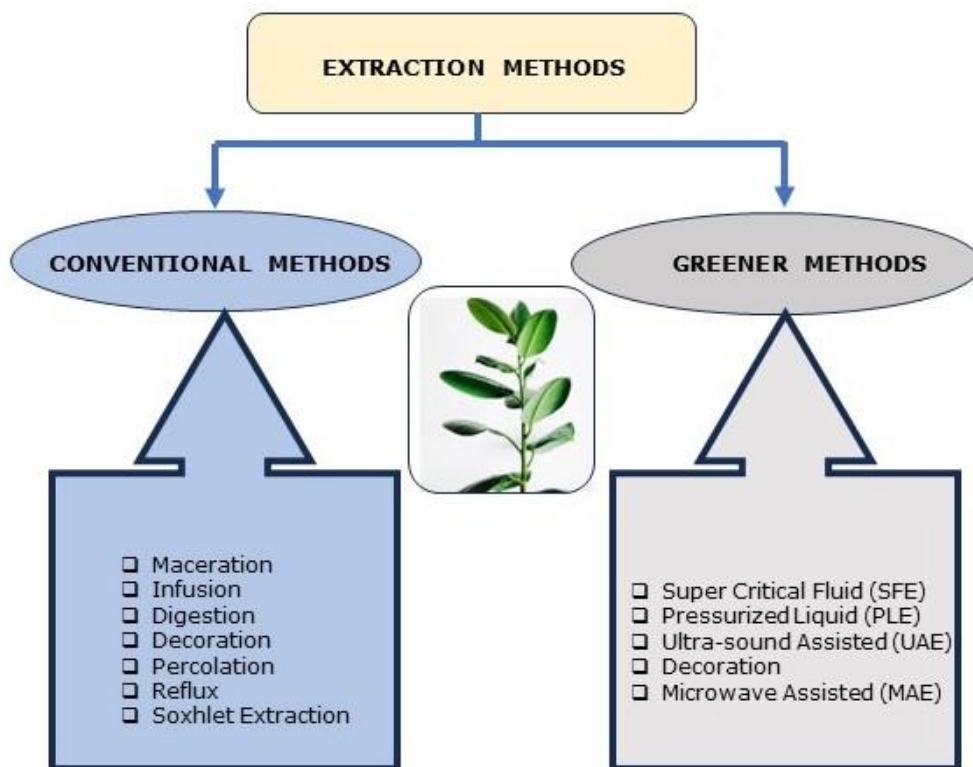 EXTRACTION METHODS
CONVENTIONAL METHODS
GREENER METHODS
Maceration
Infusion
Digestion
Decoration
Percolation
Reflux
Soxhlet Extraction
Super Critical Fluid (SFE)
Pressurized Liquid (PLE)
Ultra-sound Assisted (UAE)
Decoration
Microwave Assisted (MAE)